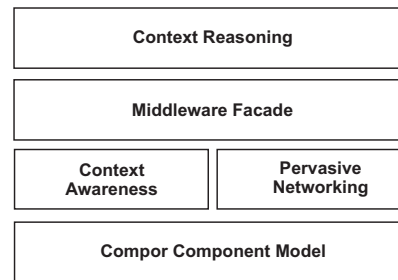 Context Reasoning
Middleware Facade
Context
Awareness
Pervasive
Networking
Compor Component Model